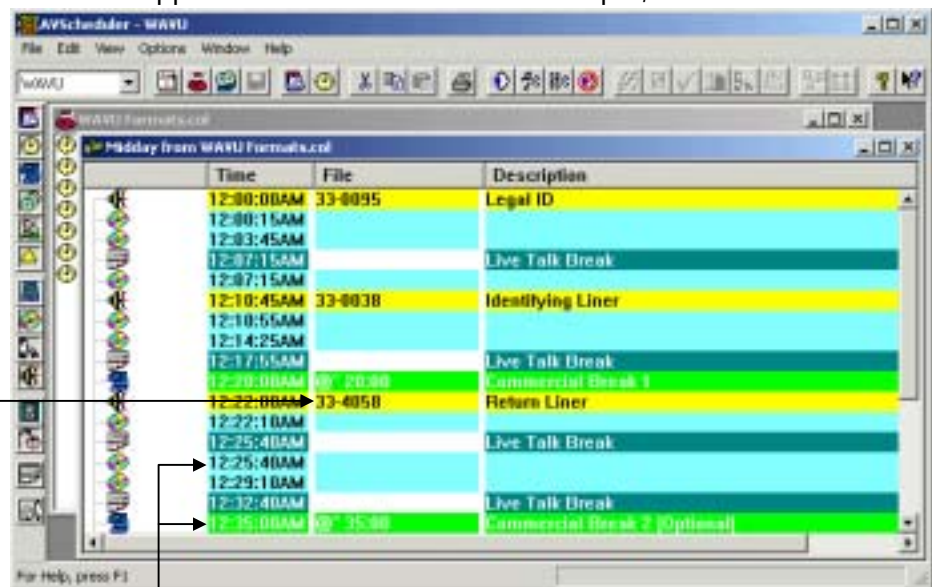 AVScheduler - WAVU
File Edit View Options Window Help
WAVU
WAVU Formats.col
Midday from WAVU Formats.col
Time File Description
12:00:00AM 33-0095 Legal ID
12:00:15AM
12:03:45AM
12:07:15AM Live Talk Break
12:07:15AM
12:10:45AM 33-0038 Identifying Liner
12:10:55AM
12:14:25AM
12:17:55AM Live Talk Break
12:20:00AM @" 20:00 Commercial Break 1
12:22:00AM 33-4058 Return Liner
12:22:10AM
12:25:40AM Live Talk Break
12:25:40AM
12:29:10AM
12:32:40AM Live Talk Break
12:35:00AM @" 35:00 Commercial Break 2 [Optional]
For Help, press F1